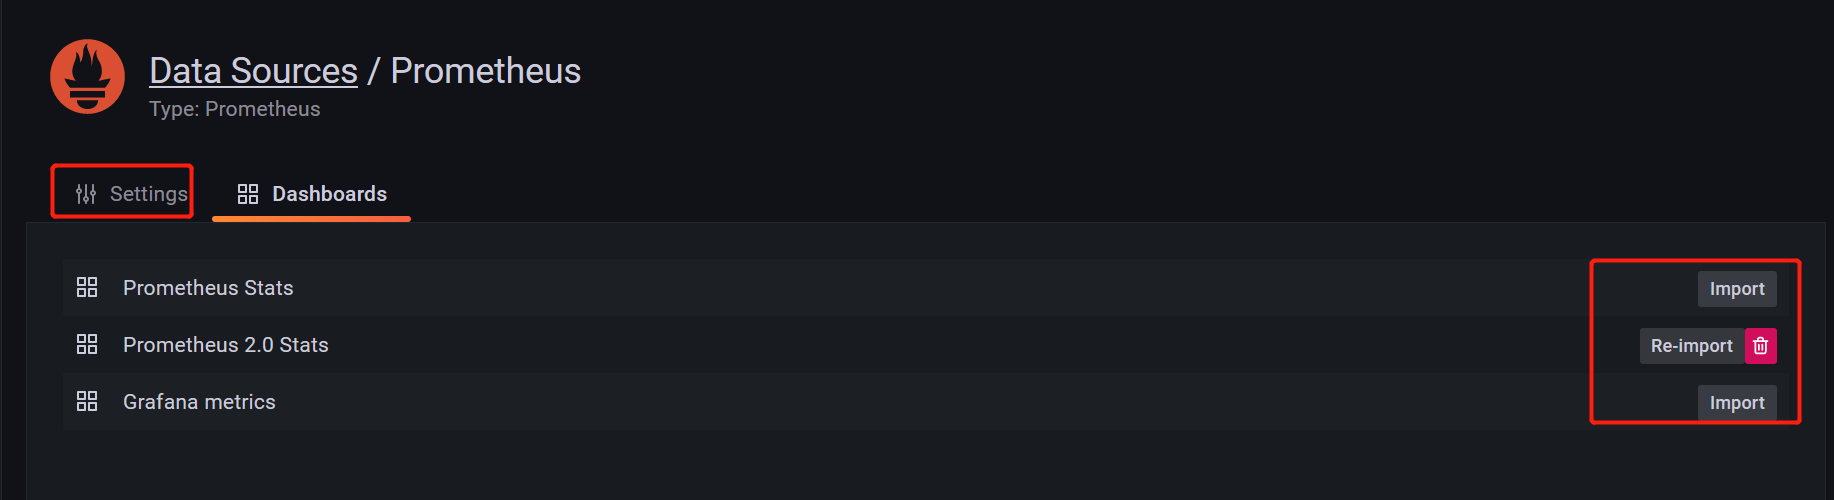 Data Sources / Prometheus
Type: Prometheus
Settings Dashboards
Prometheus Stats Import
Prometheus 2.0 Stats Re-import
Grafana metrics Import